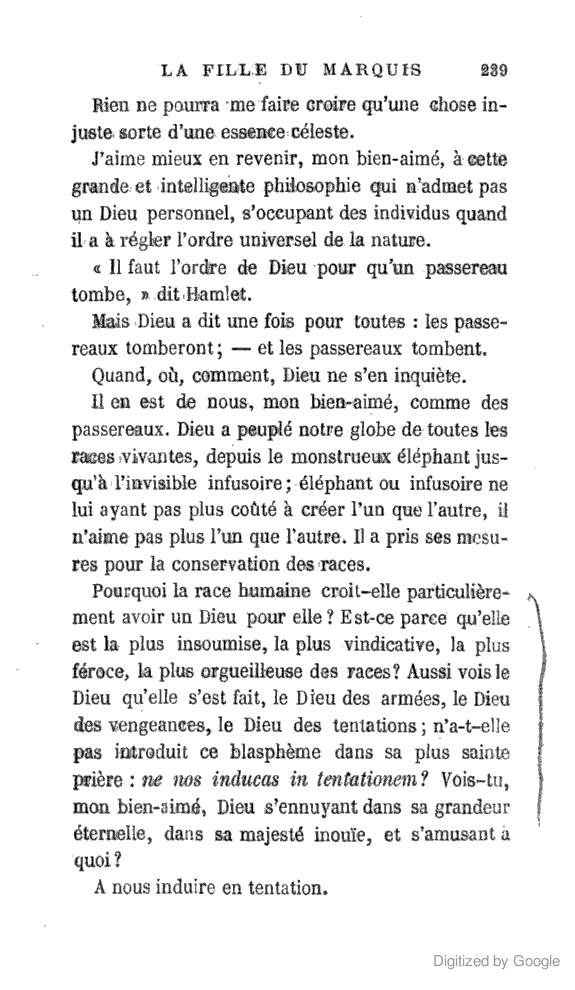 LA FILLE DU MARQUIS 239
Rien ne pourra me faire croire qu'une chose in-
juste sorte d'une essence céleste.
J'aime mieux en revenir, mon bien-aimé, à cette
grande et intelligente philosophie qui n'admet pas
un Dieu personnel, s'occupant des individus quand
il a à régler l'ordre universel de la nature.
« Il faut l'ordre de Dieu pour qu'un passereau
tombe, » dit Hamlet.
Mais Dieu a dit une fois pour toutes : les passe-
reaux tomberont ; — et les passereaux tombent.
Quand, où, comment, Dieu ne s'en inquiète.
Il en est de nous, mon bien-aimé, comme des
passereaux. Dieu a peuplé notre globe de toutes les
races vivantes, depuis le monstrueux éléphant jus-
qu'à l'invisible infusoire ; éléphant ou infusoire ne
lui ayant pas plus coûté à créer l'un que l'autre, il
n'aime pas plus l'un que l'autre. Il a pris ses mesu-
res pour la conservation des races.
Pourquoi la race humaine croit-elle particulière-
ment avoir un Dieu pour elle ? Est-ce parce qu'elle
est la plus insoumise, la plus vindicative, la plus
féroce, la plus orgueilleuse des races ? Aussi vois le
Dieu qu'elle s'est fait, le Dieu des armées, le Dieu
des vengeances, le Dieu des tentations ; n'a-t-elle
pas introduit ce blasphème dans sa plus sainte
prière : ne nos inducas in tentationem ? Vois-tu,
mon bien-aimé, Dieu s'ennuyant dans sa grandeur
éternelle, dans sa majesté inouïe, et s'amusant à
quoi ?
A nous induire en tentation.
Digitized by Google